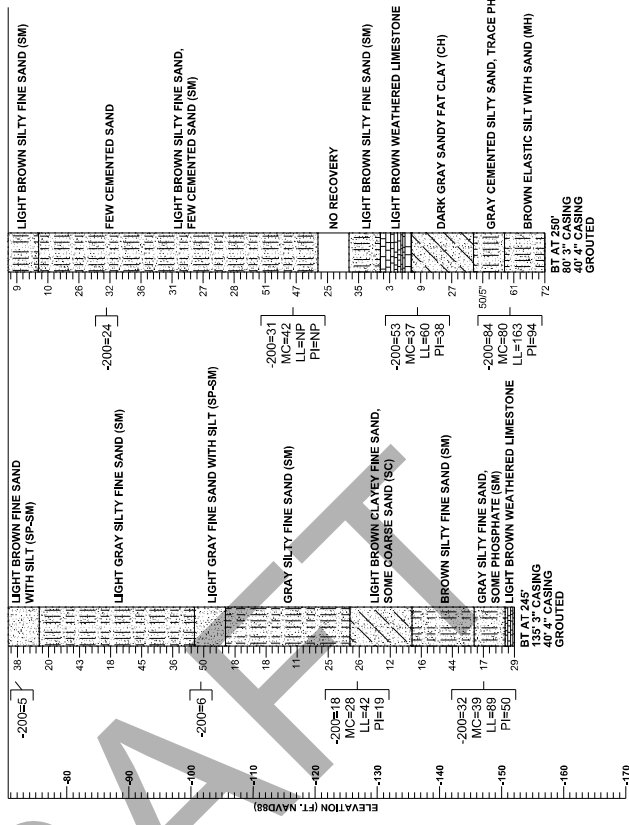 LIGHT BROWN FINE SAND
WITH SILT (SP-SM)
LIGHT GRAY SILTY FINE SAND (SM)
LIGHT GRAY FINE SAND WITH SILT (SP-SM)
GRAY SILTY FINE SAND (SM)
LIGHT BROWN CLAYEY FINE SAND,
SOME COARSE SAND (SC)
BROWN SILTY FINE SAND (SM)
GRAY SILTY FINE SAND,
SOME PHOSPHATE (SM)
LIGHT BROWN WEATHERED LIMESTONE
38
20
43
18
45
36
50
18
18
11
25
26
12
16
44
17
29
BT AT 245'
135' 3" CASING
40' 4" CASING
GROUTED
-200=5
-200=6
-200=18
MC=28
LL=42
PI=19
-200=32
MC=39
LL=89
PI=50
LIGHT BROWN SILTY FINE SAND (SM)
FEW CEMENTED SAND
LIGHT BROWN SILTY FINE SAND,
FEW CEMENTED SAND (SM)
NO RECOVERY
LIGHT BROWN SILTY FINE SAND (SM)
LIGHT BROWN WEATHERED LIMESTONE
DARK GRAY SANDY FAT CLAY (CH)
GRAY CEMENTED SILTY SAND, TRACE PH
BROWN ELASTIC SILT WITH SAND (MH)
9
10
26
32
36
31
27
28
51
47
25
35
3
9
27
50/5"
61
72
BT AT 250'
80' 3" CASING
40' 4" CASING
GROUTED
-200=24
-200=31
MC=42
LL=NP
PI=NP
-200=53
MC=37
LL=60
PI=38
-200=84
MC=80
LL=163
PI=94
-80
-90
-100
-110
-120
-130
-140
-150
-160
-170
ELEVATION (FT. NAVD88)
RAFT